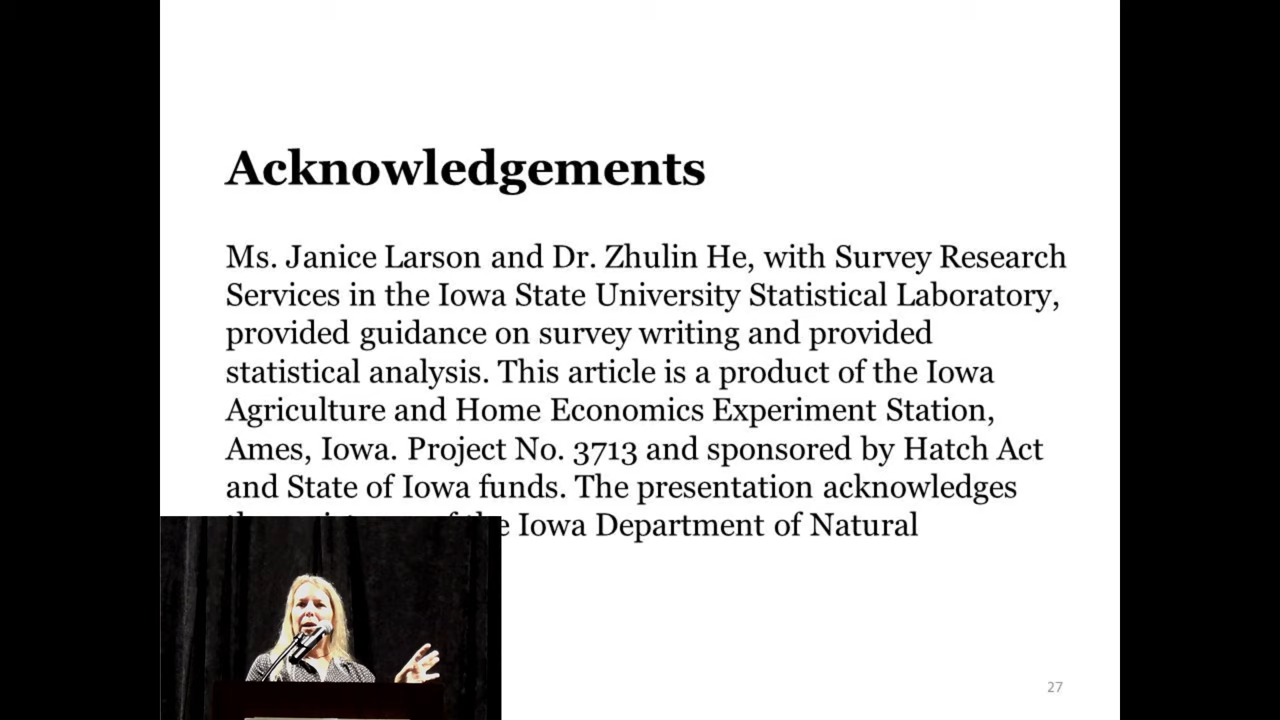 Acknowledgements
Ms. Janice Larson and Dr. Zhulin He, with Survey Research
Services in the Iowa State University Statistical Laboratory,
provided guidance on survey writing and provided
statistical analysis. This article is a product of the Iowa
Agriculture and Home Economics Experiment Station,
Ames, Iowa. Project No. 3713 and sponsored by Hatch Act
and State of Iowa funds. The presentation acknowledges
Iowa Department of Natural
27